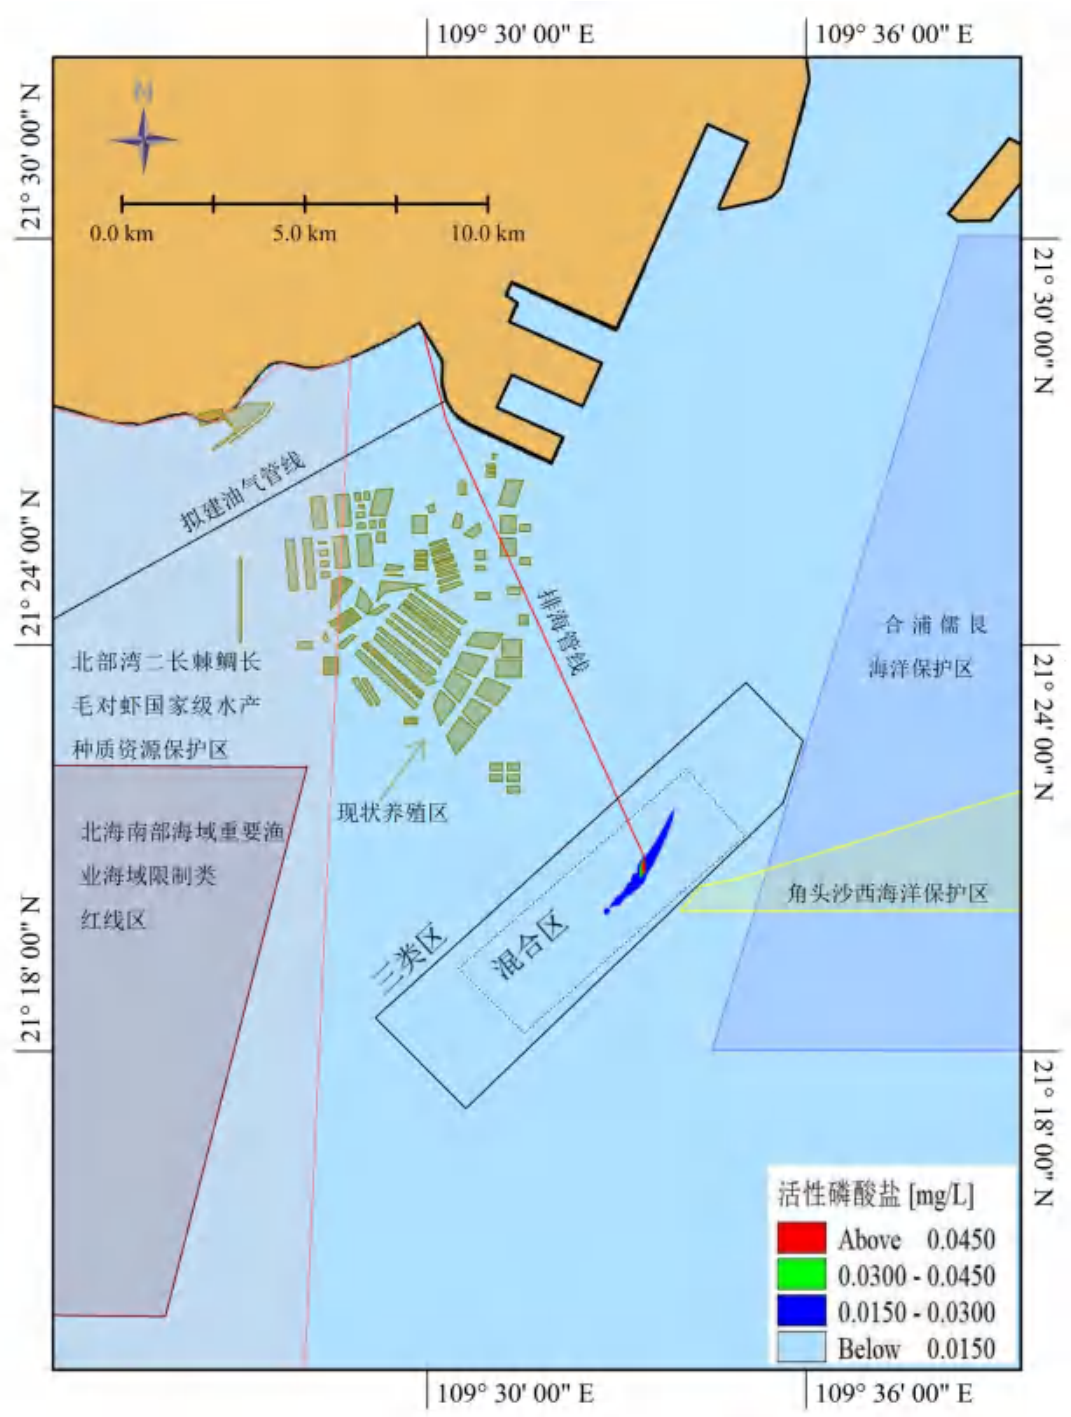 109° 30' 00" E
109° 36' 00" E
N
21° 30' 00" N
0.0 km
5.0 km
10.0 km
21° 30' 00" N
拟建油气管线
21° 24' 00" N
排海管线
合浦儒艮
海洋保护区
北部湾二长棘鲷长
毛对虾国家级水产
种质资源保护区
21° 24' 00" N
现状养殖区
北海南部海域重要渔
业海域限制类
红线区
角头沙西海洋保护区
三类区
混合区
21° 18' 00" N
21° 18' 00" N
活性磷酸盐 [mg/L]
Above 0.0450
0.0300 - 0.0450
0.0150 - 0.0300
Below 0.0150
109° 30' 00" E
109° 36' 00" E